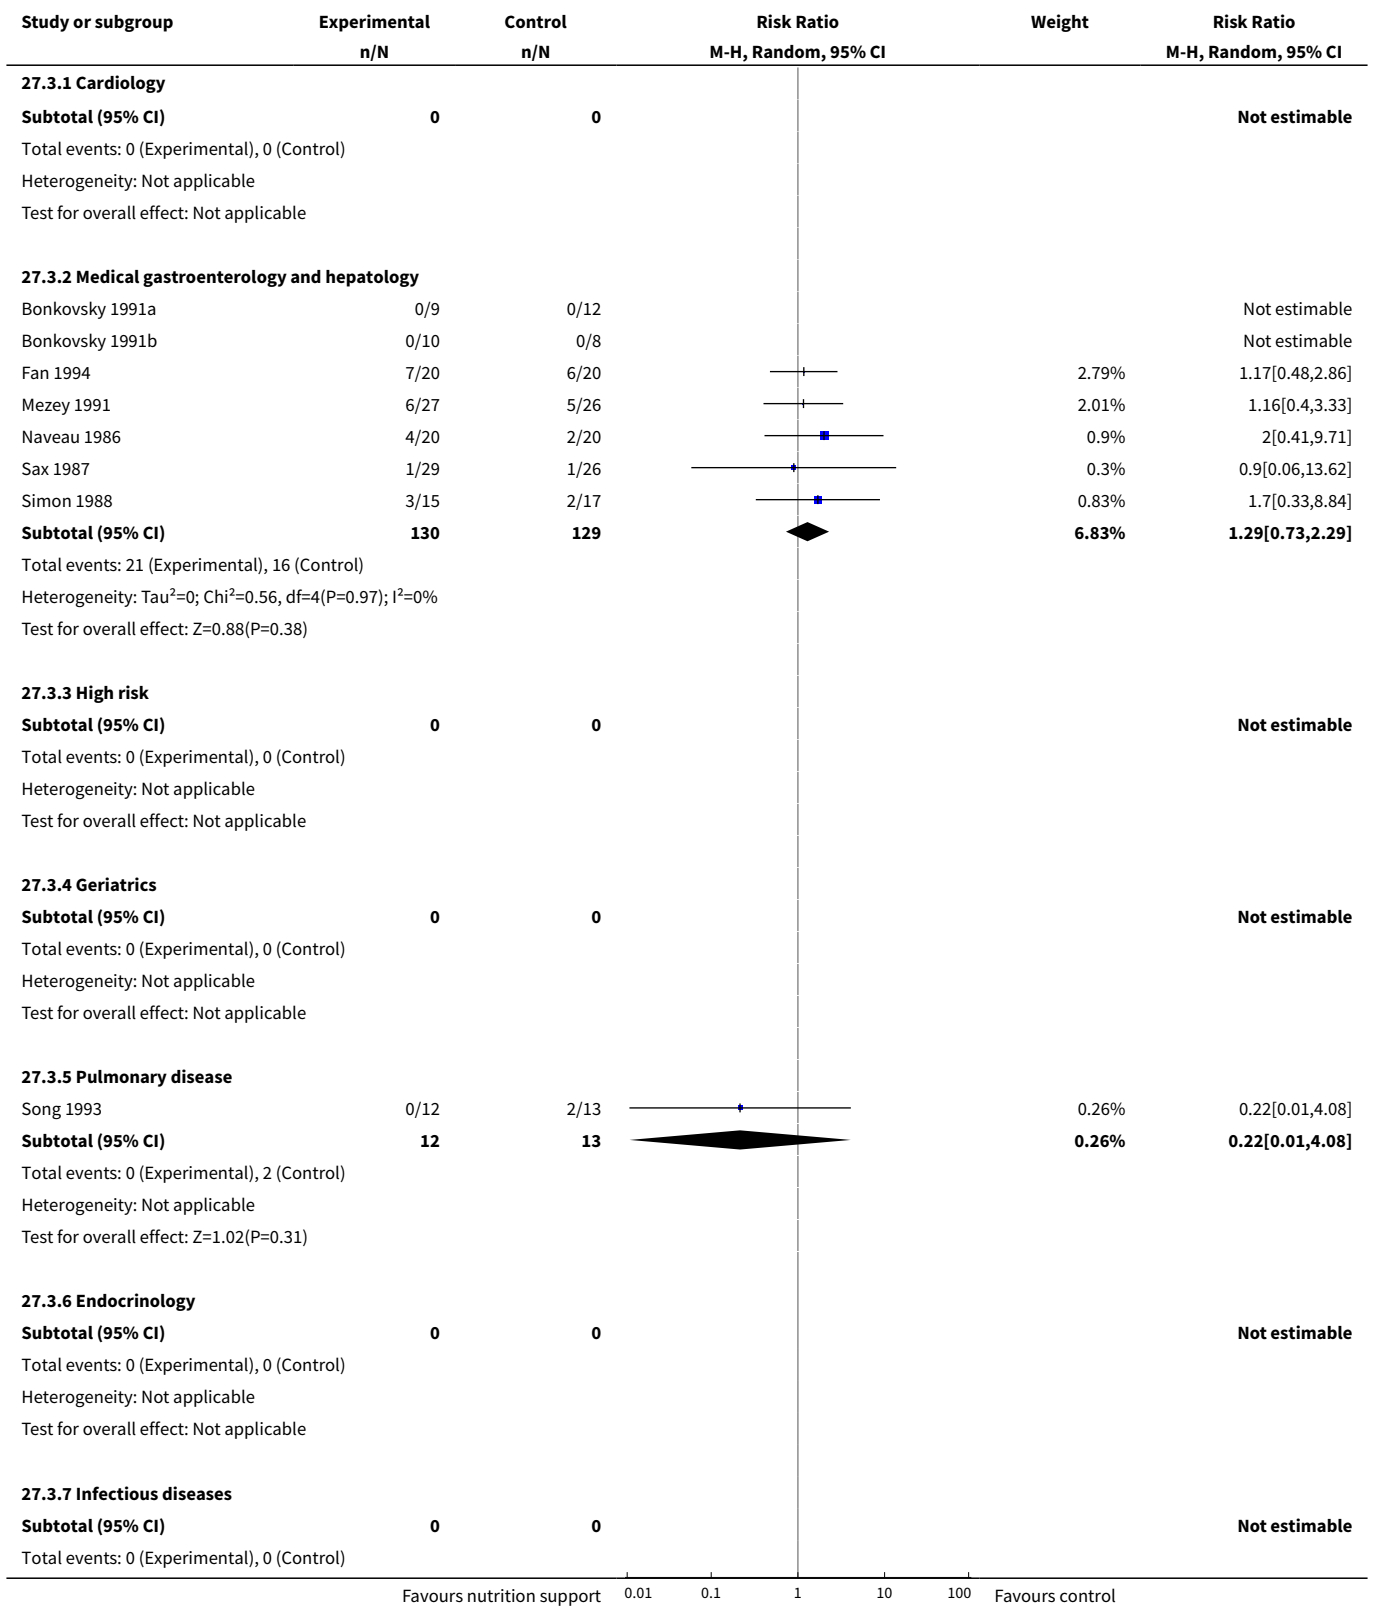 Study or subgroup Experimental Control Risk Ratio Weight Risk Ratio
n/N n/N M-H, Random, 95% CI M-H, Random, 95% CI
27.3.1 Cardiology
Subtotal (95% CI) 0 0 Not estimable
Total events: 0 (Experimental), 0 (Control)
Heterogeneity: Not applicable
Test for overall effect: Not applicable
27.3.2 Medical gastroenterology and hepatology
Bonkovsky 1991a 0/9 0/12 Not estimable
Bonkovsky 1991b 0/10 0/8 Not estimable
Fan 1994 7/20 6/20 2.79% 1.17[0.48,2.86]
Mezey 1991 6/27 5/26 2.01% 1.16[0.4,3.33]
Naveau 1986 4/20 2/20 0.9% 2[0.41,9.71]
Sax 1987 1/29 1/26 0.3% 0.9[0.06,13.62]
Simon 1988 3/15 2/17 0.83% 1.7[0.33,8.84]
Subtotal (95% CI) 130 129 6.83% 1.29[0.73,2.29]
Total events: 21 (Experimental), 16 (Control)
Heterogeneity: Tau²=0; Chi²=0.56, df=4(P=0.97); I²=0%
Test for overall effect: Z=0.88(P=0.38)
27.3.3 High risk
Subtotal (95% CI) 0 0 Not estimable
Total events: 0 (Experimental), 0 (Control)
Heterogeneity: Not applicable
Test for overall effect: Not applicable
27.3.4 Geriatrics
Subtotal (95% CI) 0 0 Not estimable
Total events: 0 (Experimental), 0 (Control)
Heterogeneity: Not applicable
Test for overall effect: Not applicable
27.3.5 Pulmonary disease
Song 1993 0/12 2/13 0.26% 0.22[0.01,4.08]
Subtotal (95% CI) 12 13 0.26% 0.22[0.01,4.08]
Total events: 0 (Experimental), 2 (Control)
Heterogeneity: Not applicable
Test for overall effect: Z=1.02(P=0.31)
27.3.6 Endocrinology
Subtotal (95% CI) 0 0 Not estimable
Total events: 0 (Experimental), 0 (Control)
Heterogeneity: Not applicable
Test for overall effect: Not applicable
27.3.7 Infectious diseases
Subtotal (95% CI) 0 0 Not estimable
Total events: 0 (Experimental), 0 (Control)
Favours nutrition support 0.01 0.1 1 10 100 Favours control